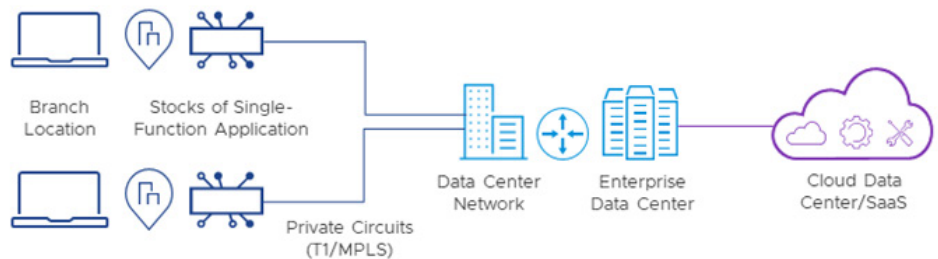 Branch
Location
Stocks of Single-
Function Application
Private Circuits
(T1/MPLS)
Data Center
Network
Enterprise
Data Center
Cloud Data
Center/SaaS